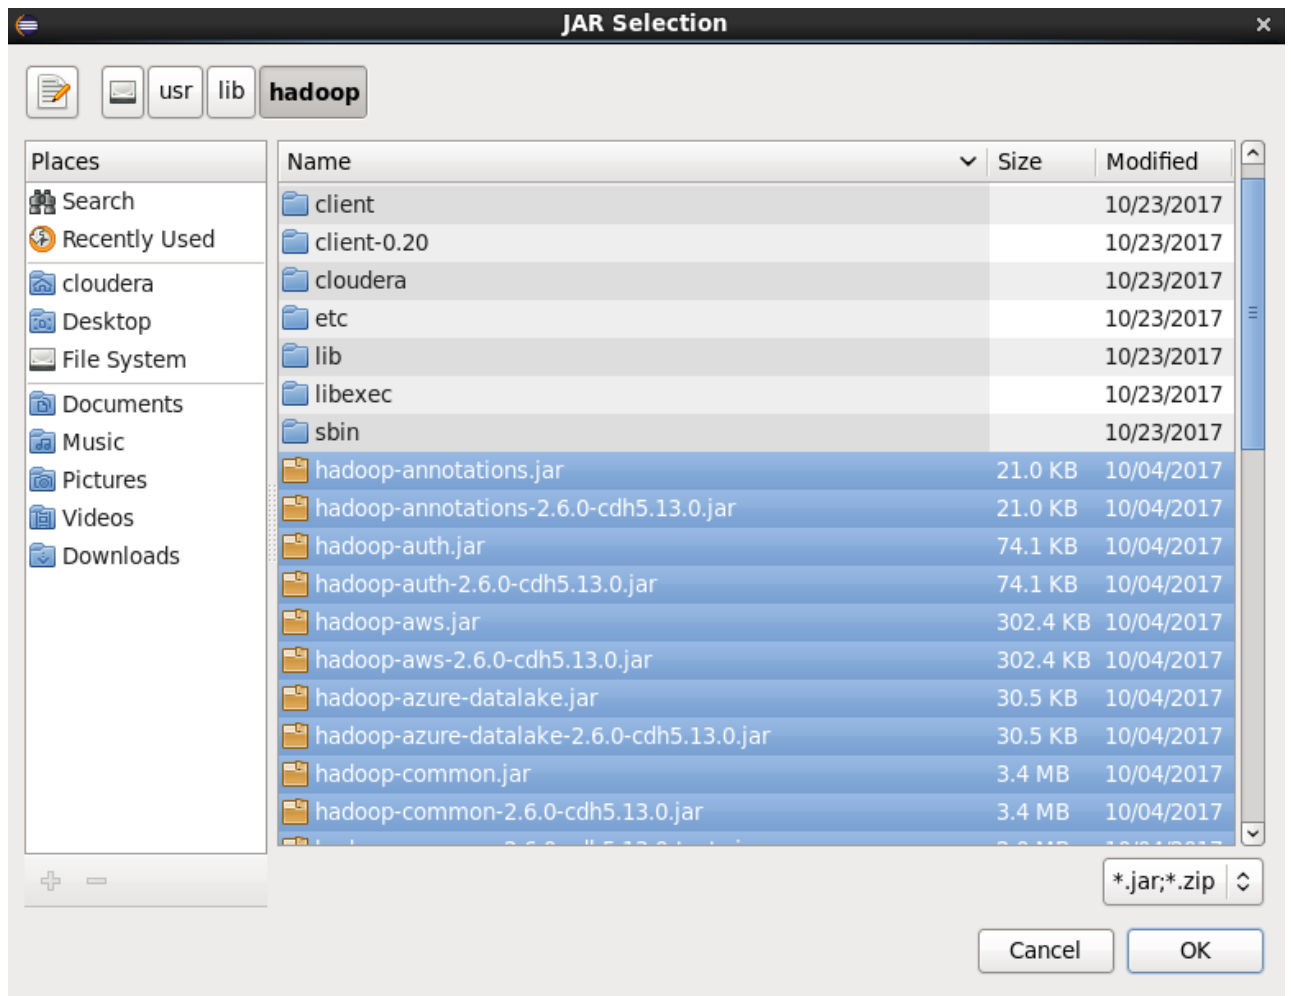 JAR Selection
usr lib hadoop
Places
Search
Recently Used
cloudera
Desktop
File System
Documents
Music
Pictures
Videos
Downloads
Name Size Modified
client 10/23/2017
client-0.20 10/23/2017
cloudera 10/23/2017
etc 10/23/2017
lib 10/23/2017
libexec 10/23/2017
sbin 10/23/2017
hadoop-annotations.jar 21.0 KB 10/04/2017
hadoop-annotations-2.6.0-cdh5.13.0.jar 21.0 KB 10/04/2017
hadoop-auth.jar 74.1 KB 10/04/2017
hadoop-auth-2.6.0-cdh5.13.0.jar 74.1 KB 10/04/2017
hadoop-aws.jar 302.4 KB 10/04/2017
hadoop-aws-2.6.0-cdh5.13.0.jar 302.4 KB 10/04/2017
hadoop-azure-datalake.jar 30.5 KB 10/04/2017
hadoop-azure-datalake-2.6.0-cdh5.13.0.jar 30.5 KB 10/04/2017
hadoop-common.jar 3.4 MB 10/04/2017
hadoop-common-2.6.0-cdh5.13.0.jar 3.4 MB 10/04/2017
*.jar;*.zip
Cancel OK